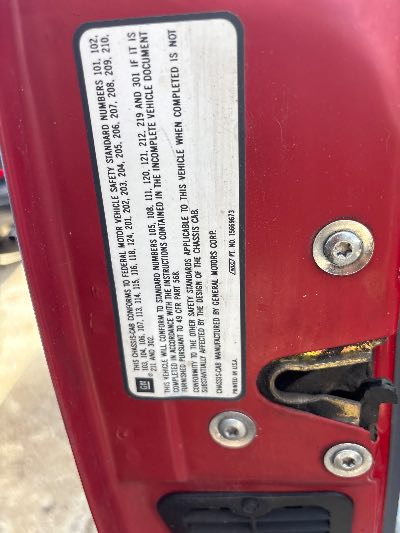 THIS CHASSIS-CAB CONFORMS TO FEDERAL MOTOR VEHICLE SAFETY STANDARD NUMBERS 101, 102,
103, 104, 106, 107, 113, 114, 115, 116, 118, 124, 201, 202, 203, 204, 205, 206, 207, 208, 209, 210,
211 AND 302.
GM
THIS VEHICLE WILL CONFORM TO STANDARD NUMBERS 105, 108, 111, 120, 121, 212, 219 AND 301 IF IT IS
COMPLETED IN ACCORDANCE WITH THE INSTRUCTIONS CONTAINED IN THE INCOMPLETE VEHICLE DOCUMENT
FURNISHED PURSUANT TO 49 CFR PART 568.
CONFORMITY TO THE OTHER SAFETY STANDARDS APPLICABLE TO THIS VEHICLE WHEN COMPLETED IS NOT
SUBSTANTIALLY AFFECTED BY THE DESIGN OF THE CHASSIS CAB.
CHASSIS-CAB MANUFACTURED BY GENERAL MOTORS CORP.
PRINTED IN U.S.A.
PT. NO. 15669673